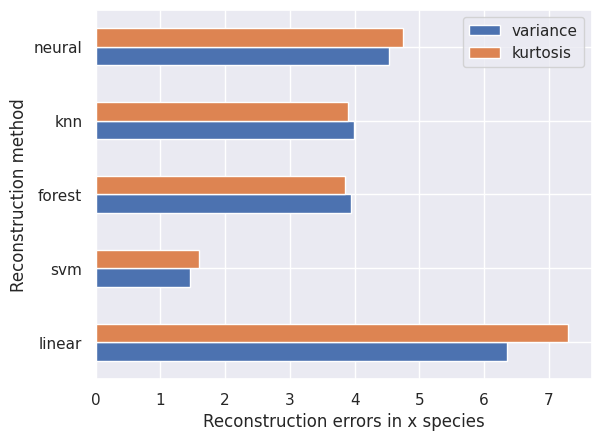 variance
kurtosis
neural
knn
forest
svm
linear
Reconstruction method
0 1 2 3 4 5 6 7
Reconstruction errors in x species